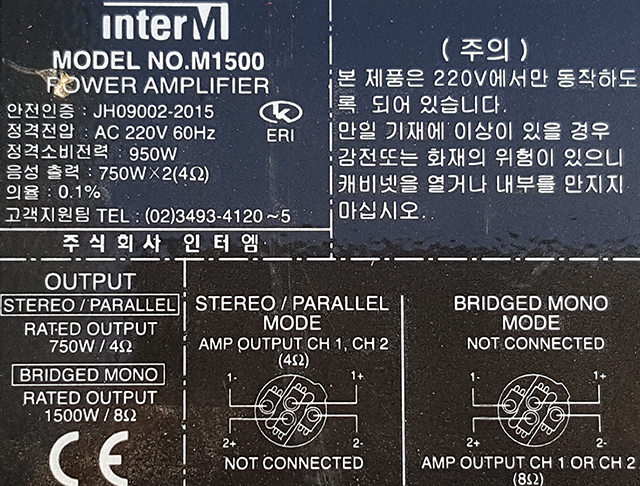 interM
MODEL NO.M1500
POWER AMPLIFIER
안전인증 : JH09002-2015
정격전압 : AC 220V 60Hz
정격소비전력 : 950W
음성 출력 : 750W×2(4Ω)
의율 : 0.1%
고객지원팀 TEL : (02)3493-4120~5
ERI
주식회사 인터엠
( 주의 )
본 제품은 220V에서만 동작하도
록 되어 있습니다.
만일 기재에 이상이 있을 경우
감전또는 화재의 위험이 있으니
캐비넷을 열거나 내부를 만지지
마십시오.
OUTPUT
STEREO / PARALLEL
RATED OUTPUT
750W / 4Ω
BRIDGED MONO
RATED OUTPUT
1500W / 8Ω
CE
STEREO / PARALLEL
MODE
AMP OUTPUT CH 1, CH 2
(4Ω)
1- 1+
2+ 2-
NOT CONNECTED
BRIDGED MONO
MODE
NOT CONNECTED
1- 1+
2+ 2-
AMP OUTPUT CH 1 OR CH 2
(8Ω)